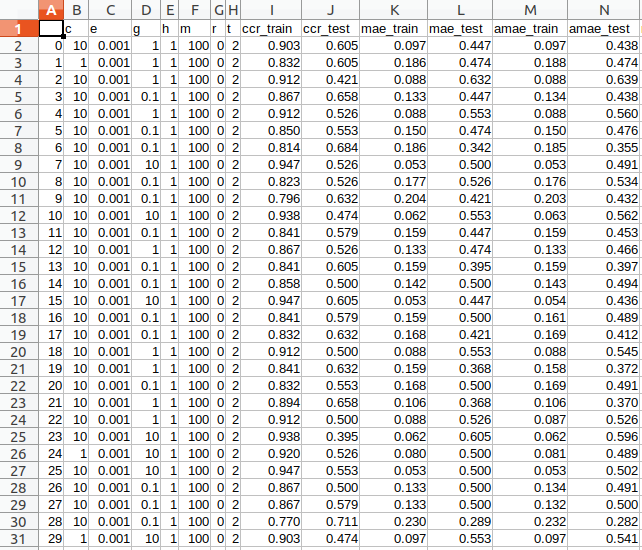 A B C D E F G H I J K L M N
1 c e g h m r t ccr_train ccr_test mae_train mae_test amae_train amae_test
2 0 10 0.001 1 1 100 0 2 0.903 0.605 0.097 0.447 0.097 0.438
3 1 1 0.001 1 1 100 0 2 0.832 0.605 0.186 0.474 0.188 0.474
4 2 10 0.001 1 1 100 0 2 0.912 0.421 0.088 0.632 0.088 0.639
5 3 10 0.001 0.1 1 100 0 2 0.867 0.658 0.133 0.447 0.134 0.438
6 4 10 0.001 1 1 100 0 2 0.912 0.526 0.088 0.553 0.088 0.560
7 5 10 0.001 0.1 1 100 0 2 0.850 0.553 0.150 0.474 0.150 0.476
8 6 10 0.001 0.1 1 100 0 2 0.814 0.684 0.186 0.342 0.185 0.355
9 7 10 0.001 10 1 100 0 2 0.947 0.526 0.053 0.500 0.053 0.491
10 8 10 0.001 0.1 1 100 0 2 0.823 0.526 0.177 0.526 0.176 0.534
11 9 10 0.001 0.1 1 100 0 2 0.796 0.632 0.204 0.421 0.203 0.432
12 10 10 0.001 10 1 100 0 2 0.938 0.474 0.062 0.553 0.063 0.562
13 11 10 0.001 0.1 1 100 0 2 0.841 0.579 0.159 0.447 0.159 0.453
14 12 10 0.001 1 1 100 0 2 0.867 0.526 0.133 0.474 0.133 0.466
15 13 10 0.001 0.1 1 100 0 2 0.841 0.605 0.159 0.395 0.159 0.397
16 14 10 0.001 0.1 1 100 0 2 0.858 0.500 0.142 0.500 0.143 0.494
17 15 10 0.001 10 1 100 0 2 0.947 0.605 0.053 0.447 0.054 0.436
18 16 10 0.001 0.1 1 100 0 2 0.841 0.579 0.159 0.500 0.161 0.489
19 17 10 0.001 0.1 1 100 0 2 0.832 0.632 0.168 0.421 0.169 0.412
20 18 10 0.001 1 1 100 0 2 0.912 0.500 0.088 0.553 0.088 0.545
21 19 10 0.001 1 1 100 0 2 0.841 0.632 0.159 0.368 0.158 0.372
22 20 10 0.001 0.1 1 100 0 2 0.832 0.553 0.168 0.500 0.169 0.491
23 21 10 0.001 1 1 100 0 2 0.894 0.658 0.106 0.368 0.106 0.370
24 22 10 0.001 1 1 100 0 2 0.912 0.500 0.088 0.526 0.087 0.526
25 23 10 0.001 10 1 100 0 2 0.938 0.395 0.062 0.605 0.062 0.596
26 24 1 0.001 10 1 100 0 2 0.920 0.526 0.080 0.500 0.081 0.489
27 25 10 0.001 10 1 100 0 2 0.947 0.553 0.053 0.500 0.053 0.502
28 26 10 0.001 0.1 1 100 0 2 0.867 0.500 0.133 0.500 0.134 0.491
29 27 10 0.001 0.1 1 100 0 2 0.867 0.579 0.133 0.500 0.132 0.500
30 28 10 0.001 0.1 1 100 0 2 0.770 0.711 0.230 0.289 0.232 0.282
31 29 1 0.001 10 1 100 0 2 0.903 0.474 0.097 0.553 0.097 0.541